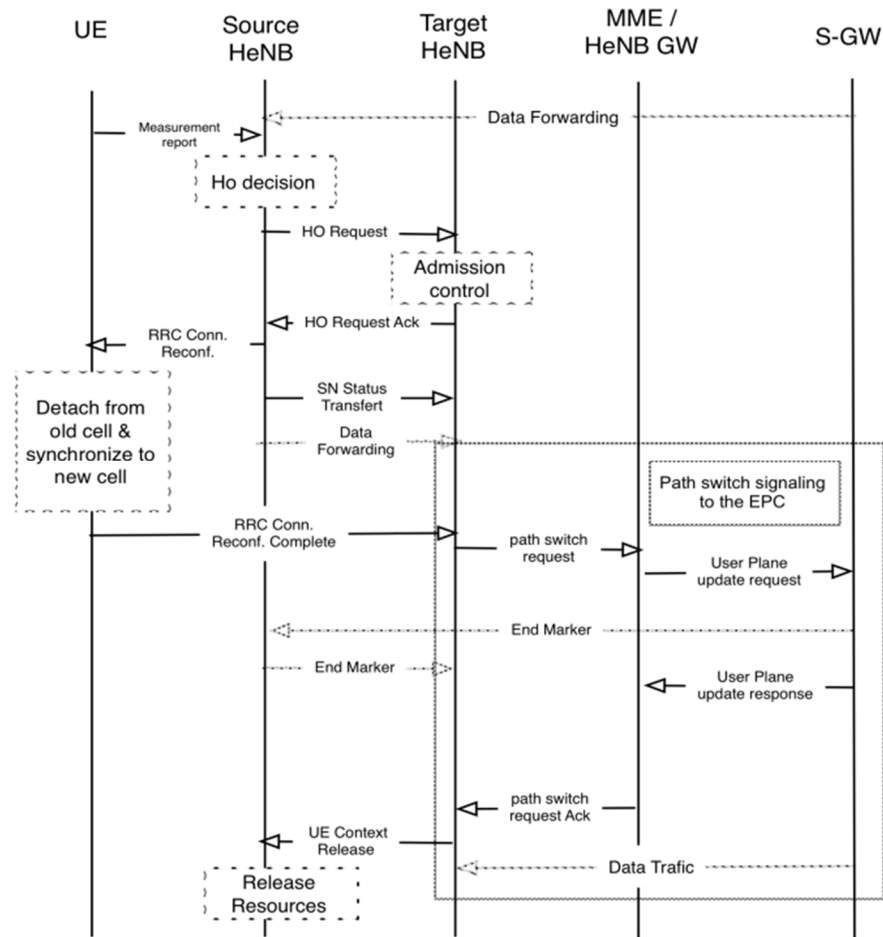 UE
Source
HeNB
Target
HeNB
MME /
HeNB GW
S-GW
Data Forwarding
Measurement
report
Ho decision
HO Request
Admission
control
HO Request Ack
RRC Conn.
Reconf.
Detach from
old cell &
synchronize to
new cell
SN Status
Transfert
Data
Forwarding
Path switch signaling
to the EPC
RRC Conn.
Reconf. Complete
path switch
request
User Plane
update request
End Marker
End Marker
User Plane
update response
path switch
request Ack
UE Context
Release
Data Trafic
Release
Resources